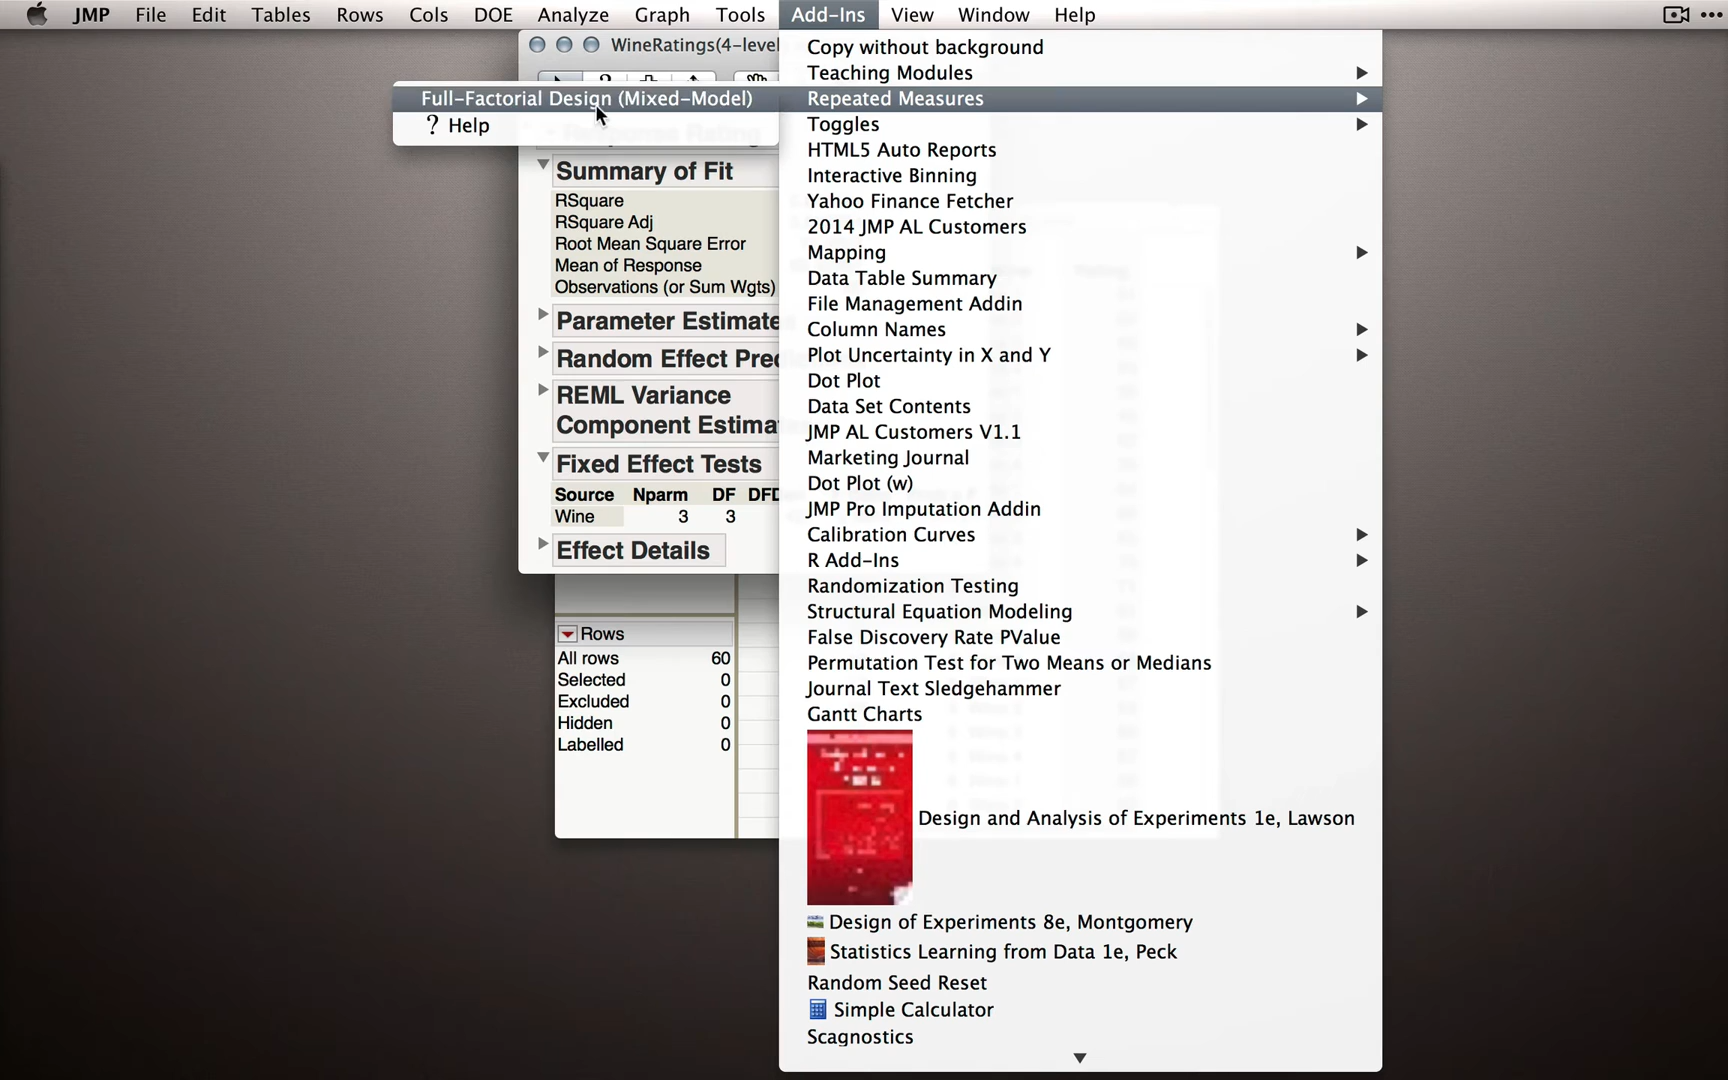 JMP File Edit Tables Rows Cols DOE Analyze Graph Tools Add-Ins View Window Help
WineRatings(4-level
Full-Factorial Design (Mixed-Model)
? Help
Response Rating
Summary of Fit
RSquare
RSquare Adj
Root Mean Square Error
Mean of Response
Observations (or Sum Wgts)
Parameter Estimate
Random Effect Pred
REML Variance
Component Estima
Fixed Effect Tests
Source Nparm DF DFD
Wine 3 3
Effect Details
Rows
All rows 60
Selected 0
Excluded 0
Hidden 0
Labelled 0
Copy without background
Teaching Modules
Repeated Measures
Toggles
HTML5 Auto Reports
Interactive Binning
Yahoo Finance Fetcher
2014 JMP AL Customers
Mapping
Data Table Summary
File Management Addin
Column Names
Plot Uncertainty in X and Y
Dot Plot
Data Set Contents
JMP AL Customers V1.1
Marketing Journal
Dot Plot (w)
JMP Pro Imputation Addin
Calibration Curves
R Add-Ins
Randomization Testing
Structural Equation Modeling
False Discovery Rate PValue
Permutation Test for Two Means or Medians
Journal Text Sledgehammer
Gantt Charts
Design and Analysis of Experiments 1e, Lawson
Design of Experiments 8e, Montgomery
Statistics Learning from Data 1e, Peck
Random Seed Reset
Simple Calculator
Scagnostics